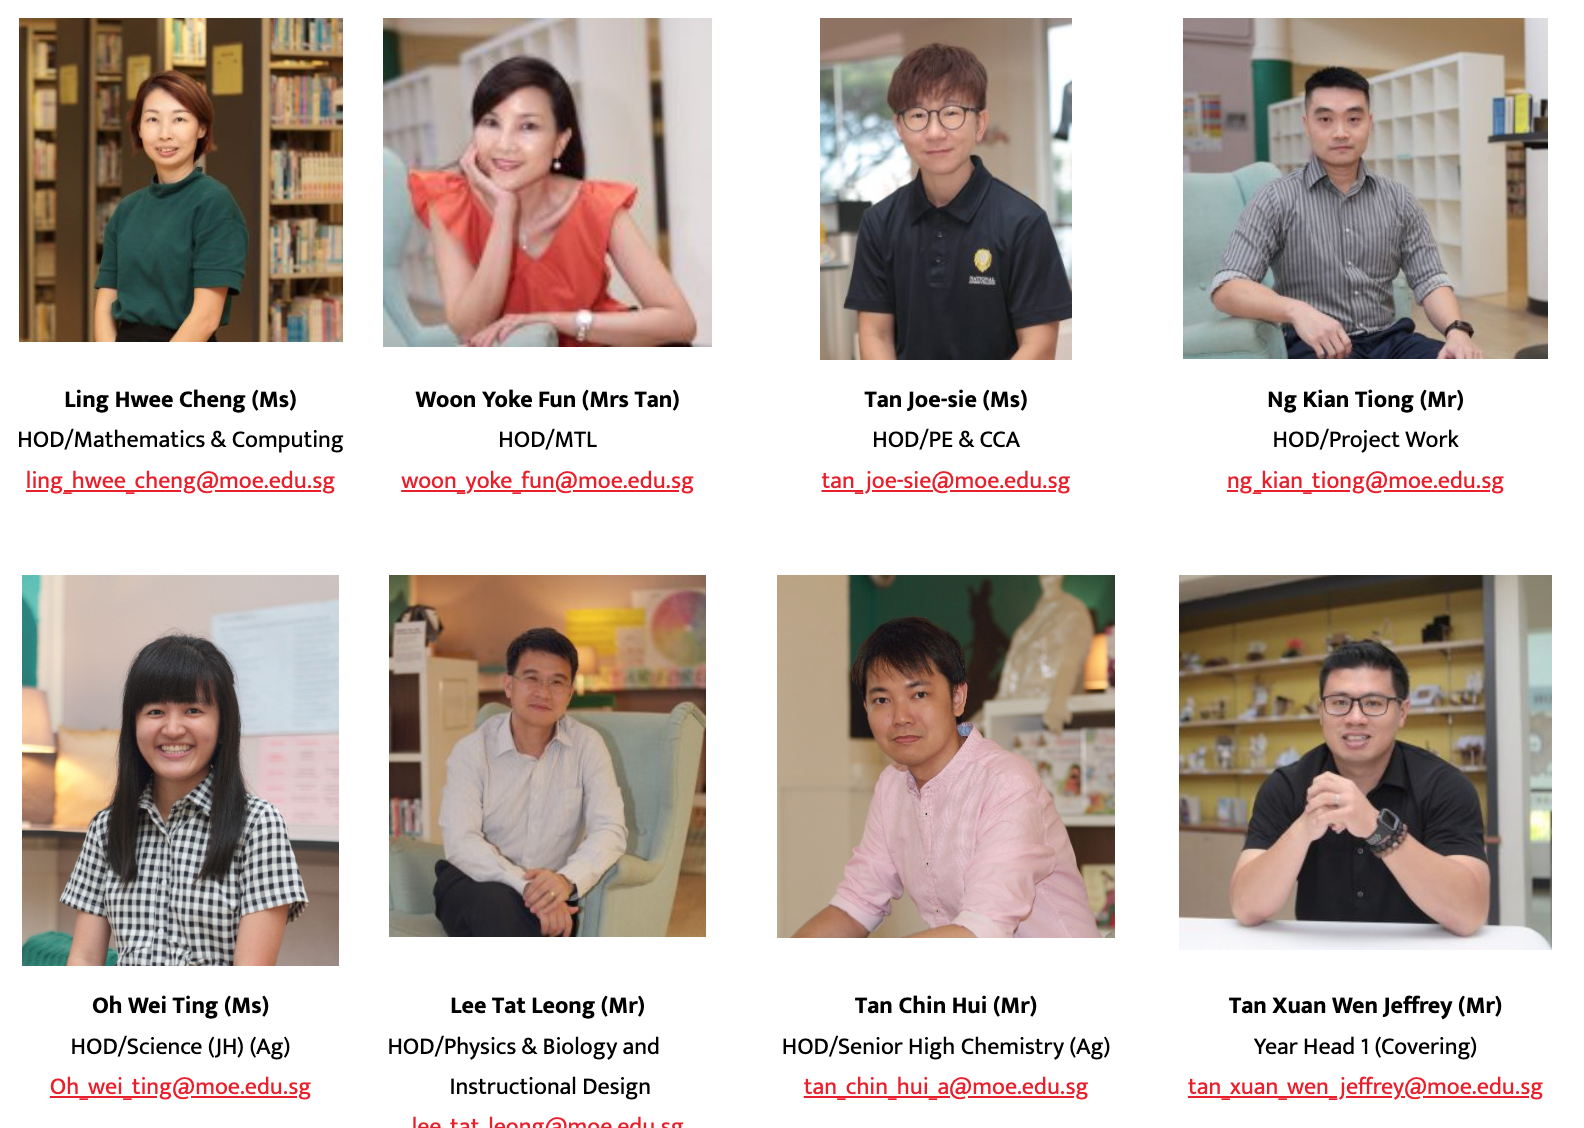 NATIONAL
Ling Hwee Cheng (Ms)
HOD/Mathematics & Computing
ling_hwee_cheng@moe.edu.sg
Woon Yoke Fun (Mrs Tan)
HOD/MTL
woon_yoke_fun@moe.edu.sg
Tan Joe-sie (Ms)
HOD/PE & CCA
tan_joe-sie@moe.edu.sg
Ng Kian Tiong (Mr)
HOD/Project Work
ng_kian_tiong@moe.edu.sg
Oh Wei Ting (Ms)
HOD/Science (JH) (Ag)
Oh_wei_ting@moe.edu.sg
Lee Tat Leong (Mr)
HOD/Physics & Biology and
Instructional Design
lee_tat_leong@moe.edu.sg
Tan Chin Hui (Mr)
HOD/Senior High Chemistry (Ag)
tan_chin_hui_a@moe.edu.sg
Tan Xuan Wen Jeffrey (Mr)
Year Head 1 (Covering)
tan_xuan_wen_jeffrey@moe.edu.sg